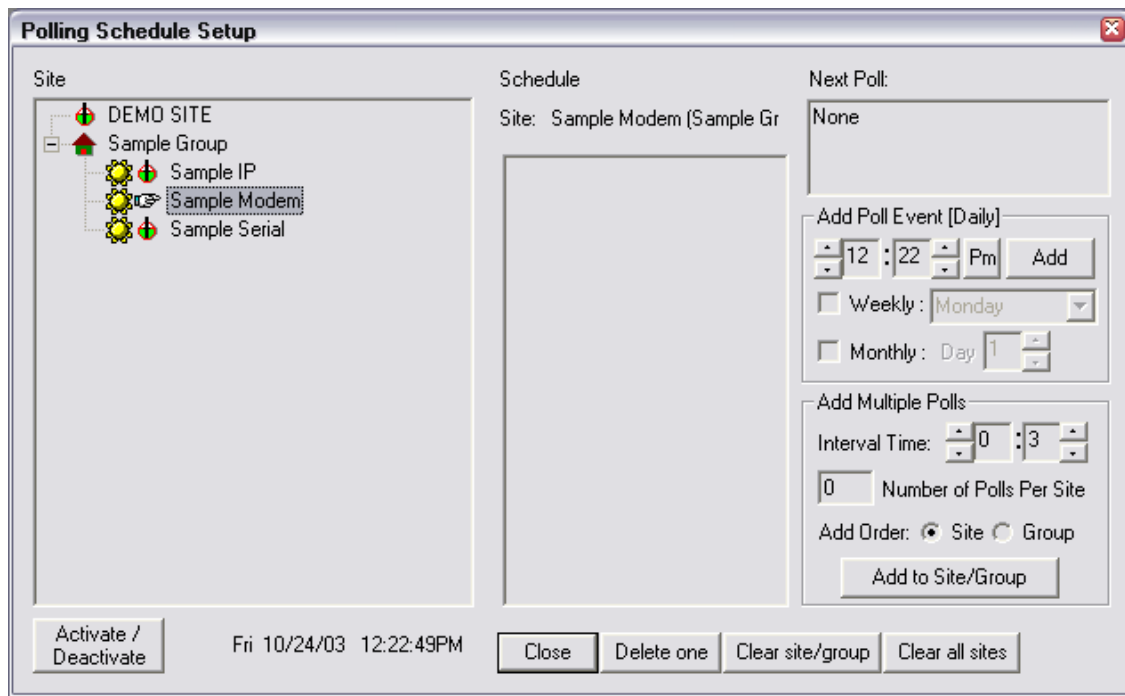 Polling Schedule Setup
Site
DEMO SITE
Sample Group
Sample IP
Sample Modem
Sample Serial
Activate /
Deactivate
Fri 10/24/03 12:22:49PM
Schedule
Site: Sample Modem (Sample Gr
Close
Delete one
Clear site/group
Clear all sites
Next Poll:
None
Add Poll Event [Daily]
12 : 22 Pm Add
Weekly : Monday
Monthly : Day 1
Add Multiple Polls
Interval Time: 0 : 3
0 Number of Polls Per Site
Add Order: Site Group
Add to Site/Group